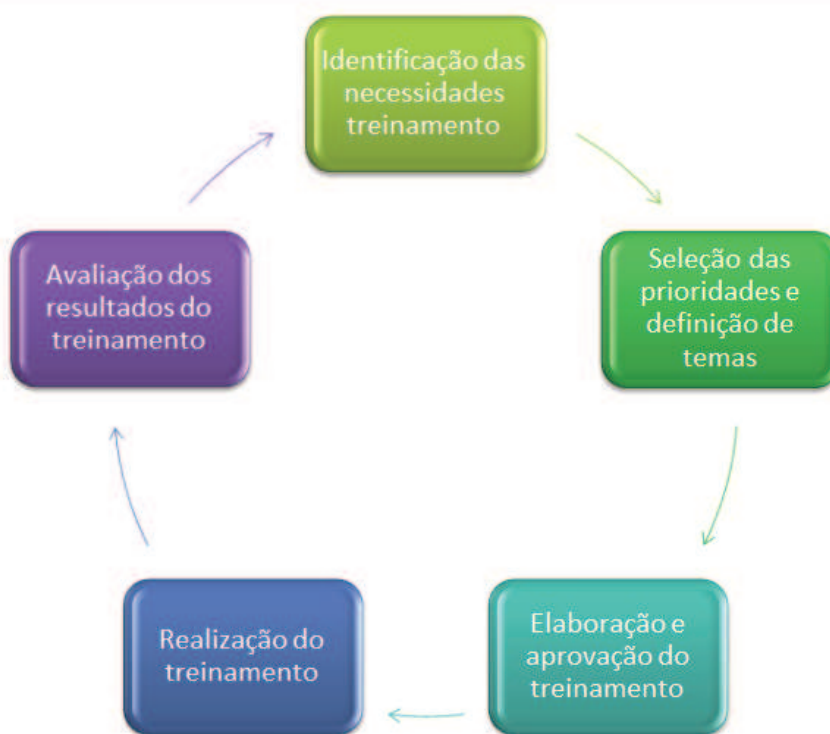 Identificação das
necessidades
treinamento
Seleção das
prioridades e
definição de
temas
Elaboração e
aprovação do
treinamento
Realização do
treinamento
Avaliação dos
resultados do
treinamento